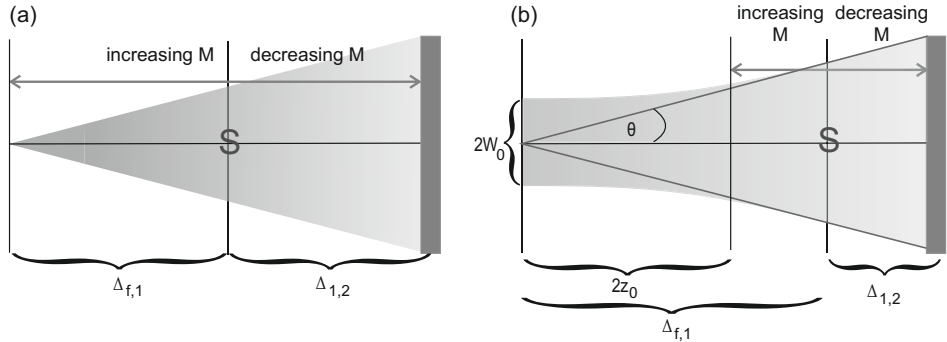 (a)
increasing M
decreasing M
S
Δf,1
Δ1,2
(b)
increasing
M
decreasing
M
2W0
θ
S
2z0
Δ1,2
Δf,1